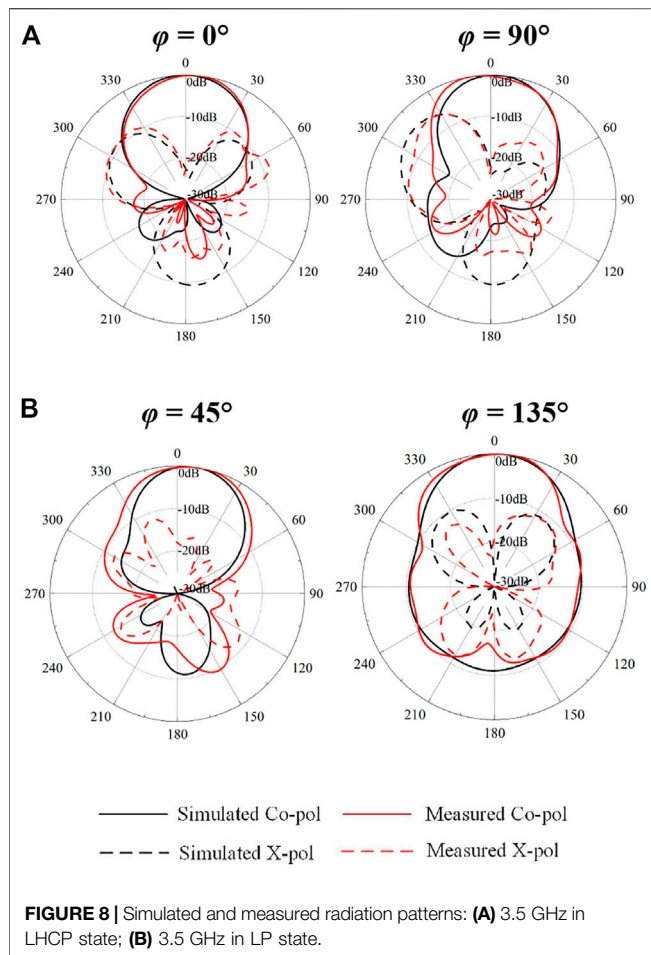 A
φ = 0°
φ = 90°
0
30
60
90
120
150
180
210
240
270
300
330
0dB
-10dB
-20dB
-30dB
0
30
60
90
120
150
180
210
240
270
300
330
0dB
-10dB
-20dB
-30dB
B
φ = 45°
φ = 135°
0
30
60
90
120
150
180
210
240
270
300
330
0dB
-10dB
-20dB
-30dB
0
30
60
90
120
150
180
210
240
270
300
330
0dB
-10dB
-20dB
-30dB
Simulated Co-pol
Measured Co-pol
Simulated X-pol
Measured X-pol
FIGURE 8 | Simulated and measured radiation patterns: (A) 3.5 GHz in
LHCP state; (B) 3.5 GHz in LP state.